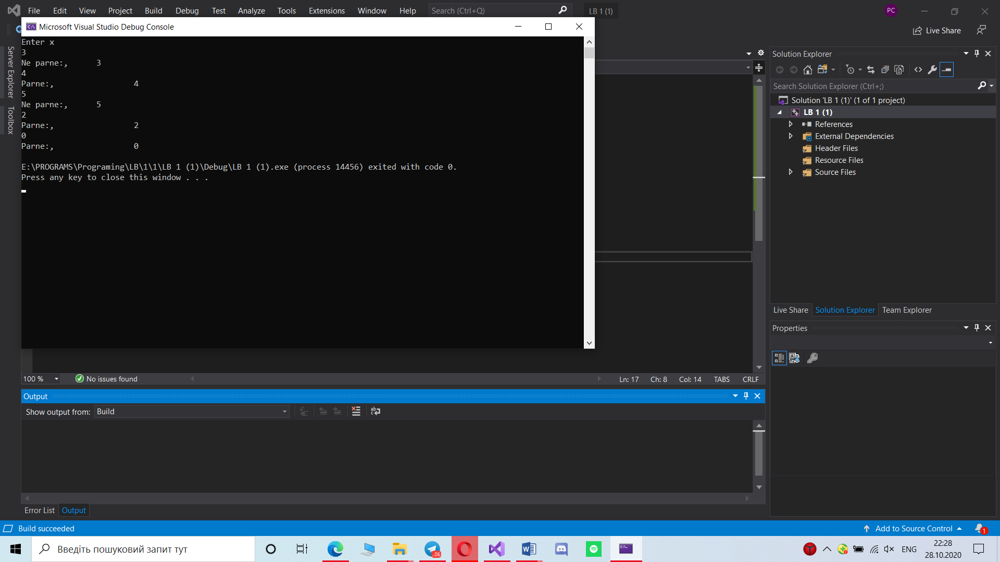 File Edit View Project Build Debug Test Analyze Tools Extensions Window Help Search (Ctrl+Q) LB 1 (1) PC
Live Share
Microsoft Visual Studio Debug Console
Enter x
3
Ne parne:, 3
4
Parne:, 4
5
Ne parne:, 5
2
Parne:, 2
0
Parne:, 0
E:\PROGRAMS\Programing\LB\1\1\LB 1 (1)\Debug\LB 1 (1).exe (process 14456) exited with code 0.
Press any key to close this window . . .
Server Explorer
Toolbox
Solution Explorer
Search Solution Explorer (Ctrl+;)
Solution 'LB 1 (1)' (1 of 1 project)
LB 1 (1)
References
External Dependencies
Header Files
Resource Files
Source Files
Live Share Solution Explorer Team Explorer
Properties
100 % No issues found Ln: 17 Ch: 8 Col: 14 TABS CRLF
Output
Show output from: Build
Error List Output
Build succeeded Add to Source Control 1
Введіть пошуковий запит тут ..06 ENG 22:28
28.10.2020